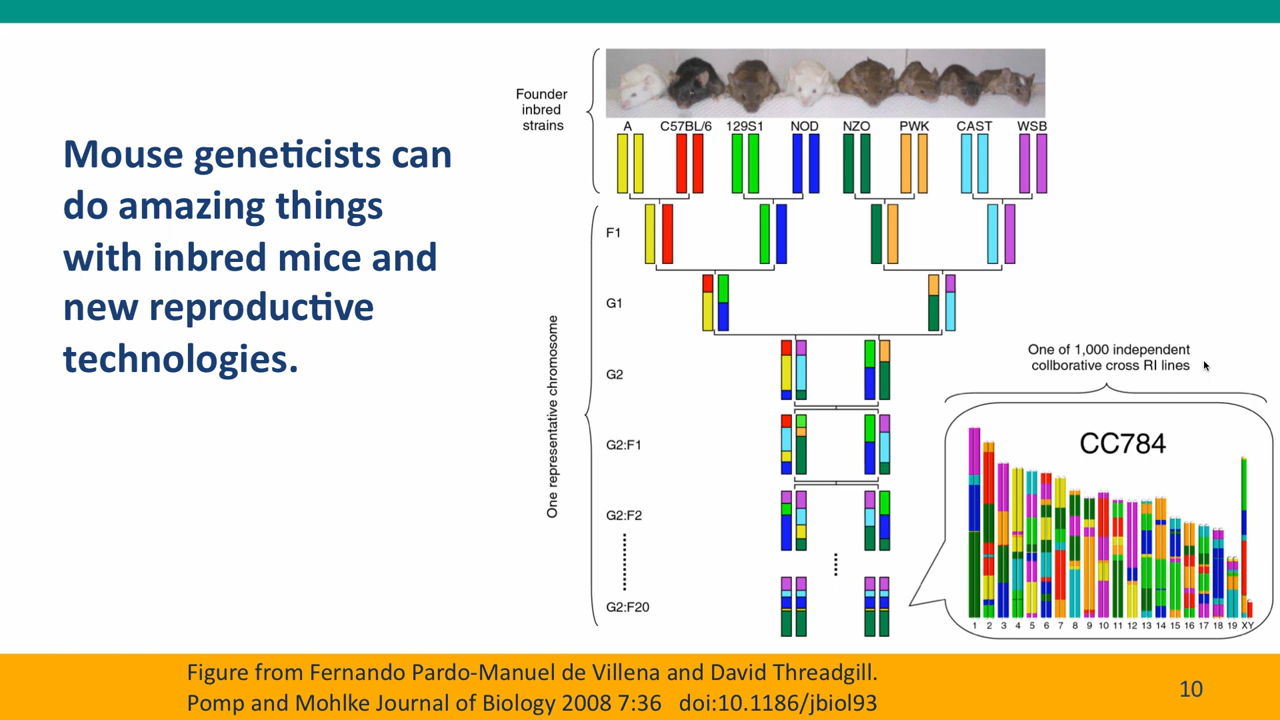 Mouse geneticists can
do amazing things
with inbred mice and
new reproductive
technologies.
Founder
inbred
strains
A C57BL/6 129S1 NOD NZO PWK CAST WSB
One representative chromosome
F1
G1
G2
G2:F1
G2:F2
G2:F20
One of 1,000 independent
collborative cross RI lines
CC784
1 2 3 4 5 6 7 8 9 10 11 12 13 14 15 16 17 18 19 XY
Figure from Fernando Pardo-Manuel de Villena and David Threadgill.
Pomp and Mohlke Journal of Biology 2008 7:36 doi:10.1186/jbiol93
10